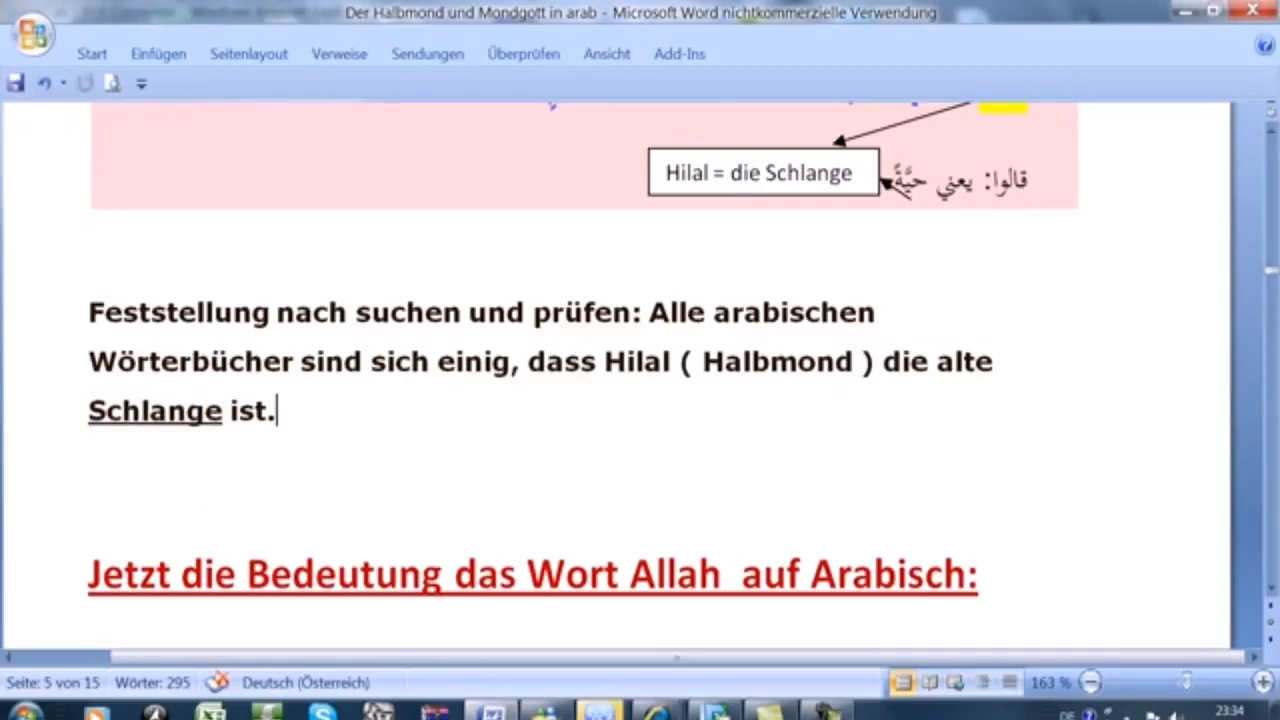 Der Halbmond und Mondgott in arab - Microsoft Word nichtkommerzielle Verwendung
Start Einfügen Seitenlayout Verweise Sendungen Überprüfen Ansicht Add-Ins
Hilal = die Schlange
قالوا: يعني حيَّةً
Feststellung nach suchen und prüfen: Alle arabischen
Wörterbücher sind sich einig, dass Hilal ( Halbmond ) die alte
Schlange ist.
Jetzt die Bedeutung das Wort Allah auf Arabisch:
Seite: 5 von 15 Wörter: 295 Deutsch (Österreich) 163 %
DE 23:34